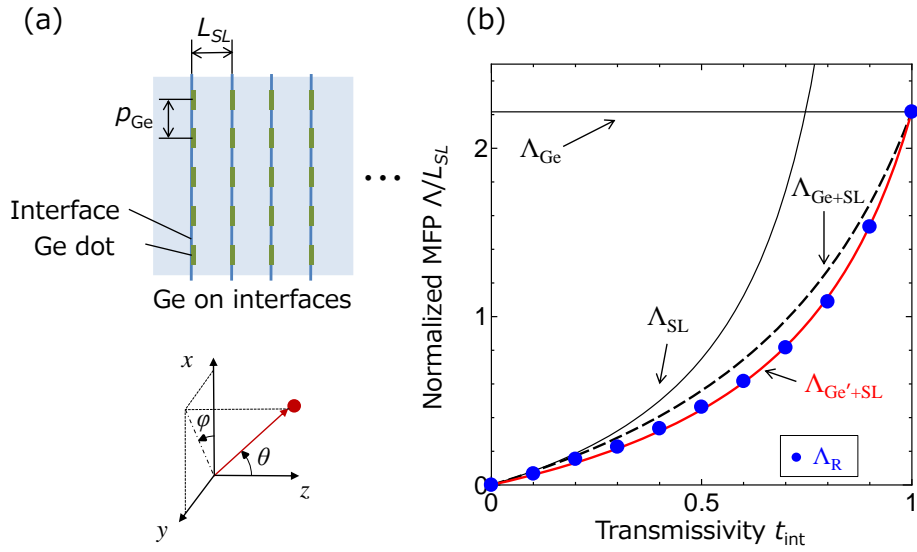 (a)
L_SL
p_Ge
Interface
Ge dot
...
Ge on interfaces
x
φ
θ
z
y
(b)
Normalized MFP Λ/L_SL
2
1
0
Λ_Ge
Λ_Ge+SL
Λ_SL
Λ_Ge'+SL
Λ_R
0
0.5
1
Transmissivity t_int